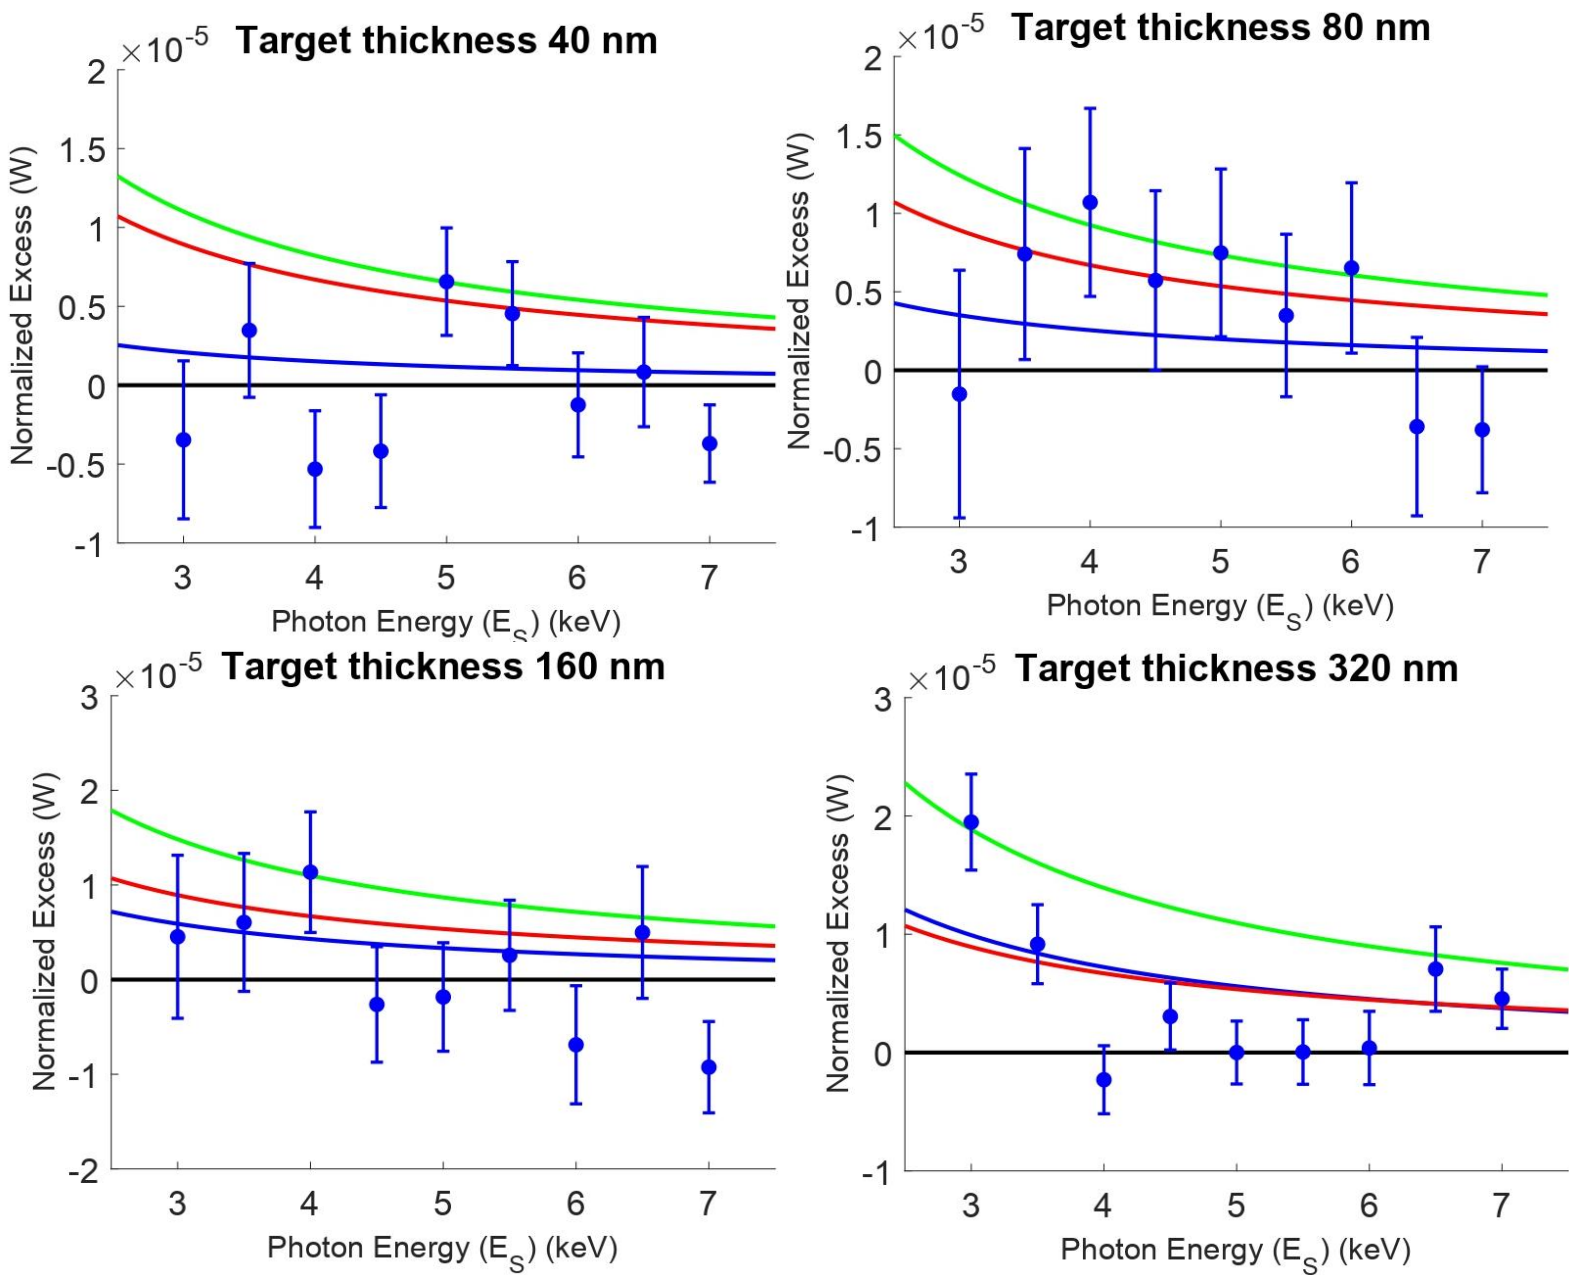 ×10-5 Target thickness 40 nm
2
1.5
1
0.5
0
-0.5
-1
Normalized Excess (W)
3 4 5 6 7
Photon Energy (ES) (keV)
×10-5 Target thickness 80 nm
2
1.5
1
0.5
0
-0.5
-1
Normalized Excess (W)
3 4 5 6 7
Photon Energy (ES) (keV)
×10-5 Target thickness 160 nm
3
2
1
0
-1
-2
Normalized Excess (W)
3 4 5 6 7
Photon Energy (ES) (keV)
×10-5 Target thickness 320 nm
3
2
1
0
-1
Normalized Excess (W)
3 4 5 6 7
Photon Energy (ES) (keV)